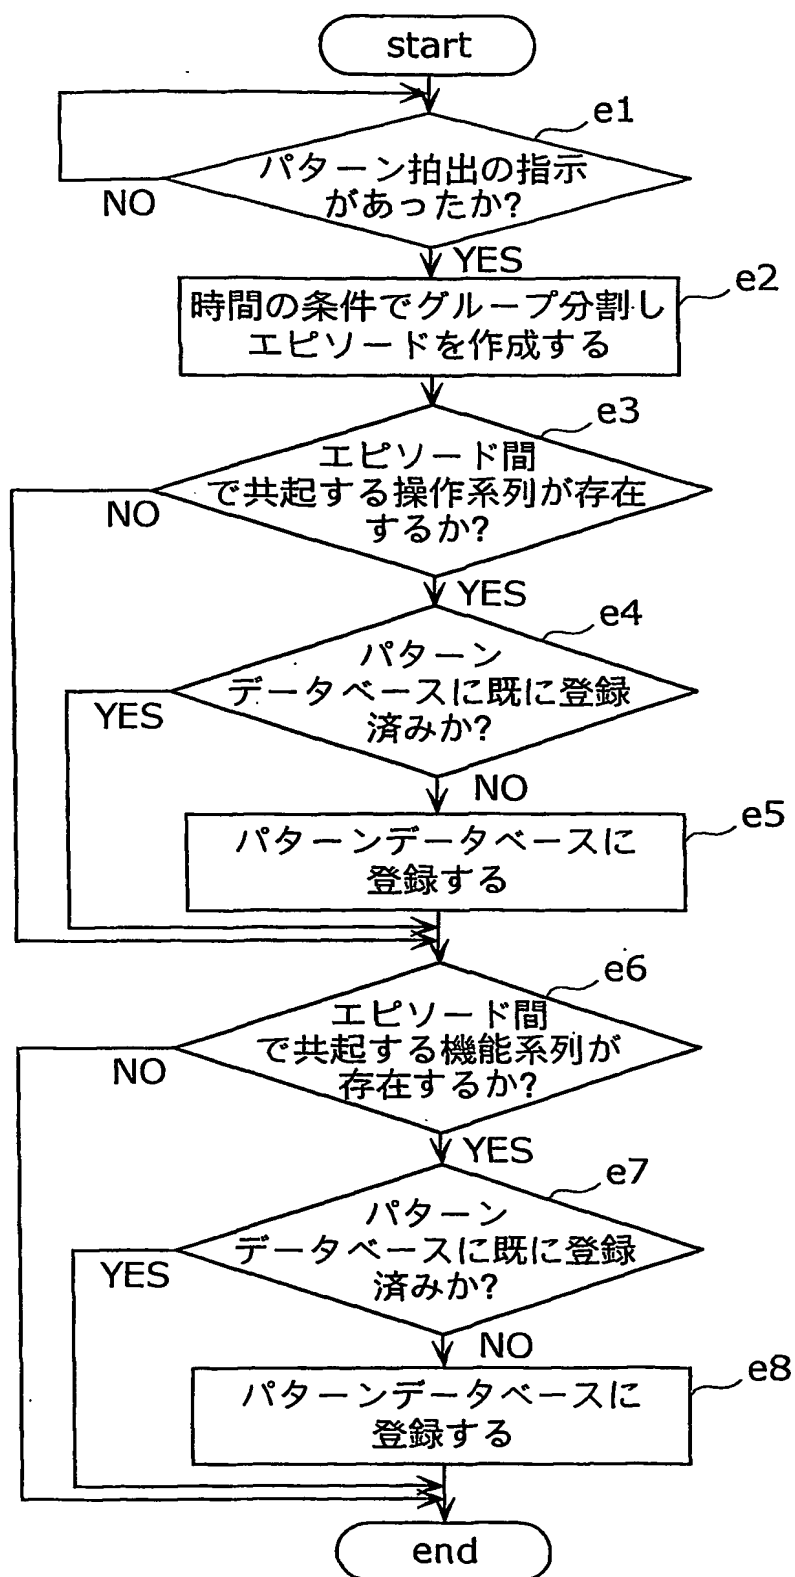 start
e1
パターン拍出の指示
があったか?
NO
YES
e2
時間の条件でグループ分割し
エピソードを作成する
e3
エピソード間
で共起する操作系列が存在
するか?
NO
YES
e4
パターン
データベースに既に登録
済みか?
YES
NO
e5
パターンデータベースに
登録する
e6
エピソード間
で共起する機能系列が
存在するか?
NO
YES
e7
パターン
データベースに既に登録
済みか?
YES
NO
e8
パターンデータベースに
登録する
end